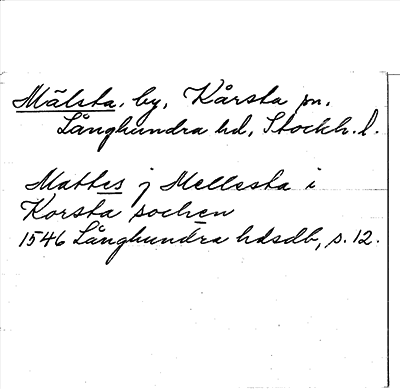 Mälsta, by, Kårsta sn,
Långhundra hd, Stockh. l.
Mattes j Mellesta i
Korsta sochen
1546 Långhundra hdsdb, s. 12.